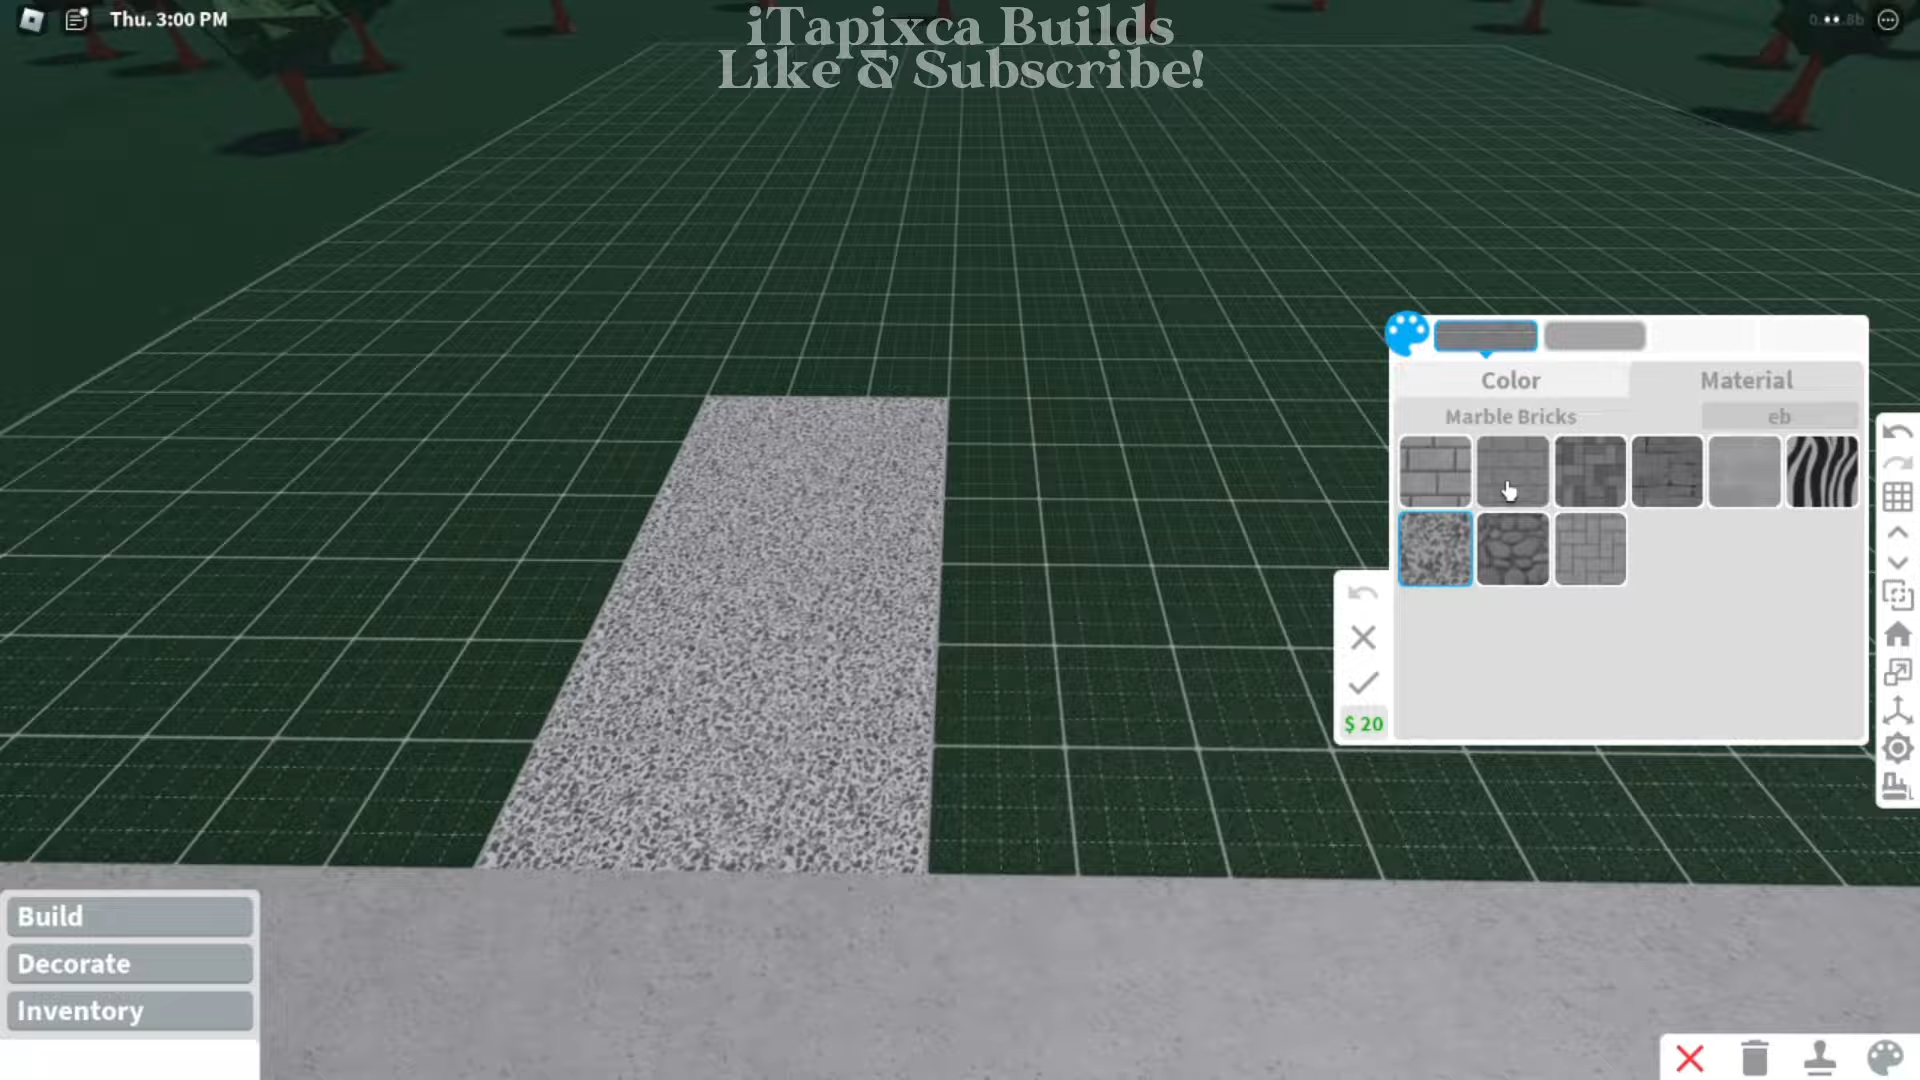 Thu. 3:00 PM
iTapixca Builds
Like & Subscribe!
Color
Material
Marble Bricks
eb
$ 20
Build
Decorate
Inventory